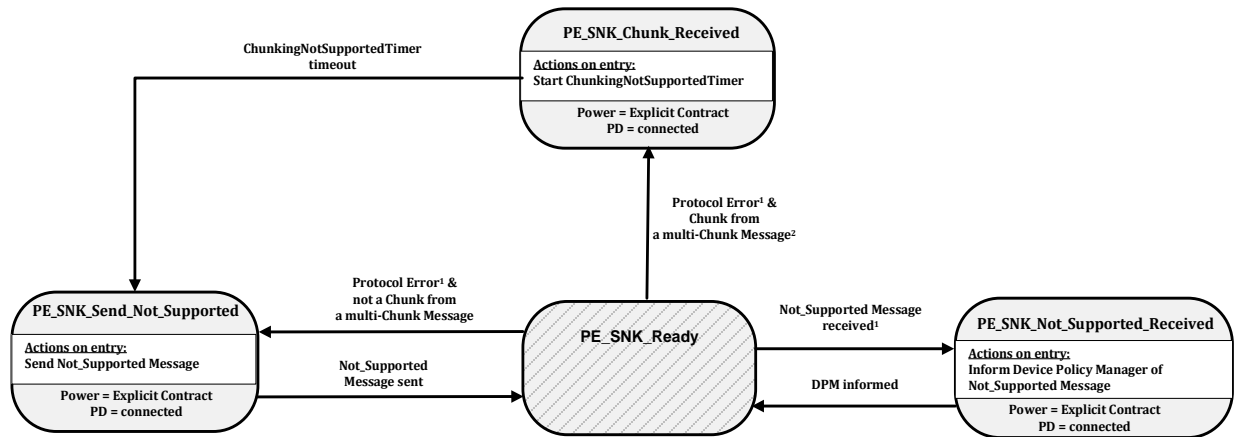 PE_SNK_Chunk_Received
Actions on entry:
Start ChunkingNotSupportedTimer
Power = Explicit Contract
PD = connected
ChunkingNotSupportedTimer
timeout
Protocol Error¹ &
Chunk from
a multi-Chunk Message²
PE_SNK_Send_Not_Supported
Actions on entry:
Send Not_Supported Message
Power = Explicit Contract
PD = connected
Protocol Error¹ &
not a Chunk from
a multi-Chunk Message
Not_Supported
Message sent
PE_SNK_Ready
Not_Supported Message
received¹
DPM informed
PE_SNK_Not_Supported_Received
Actions on entry:
Inform Device Policy Manager of
Not_Supported Message
Power = Explicit Contract
PD = connected